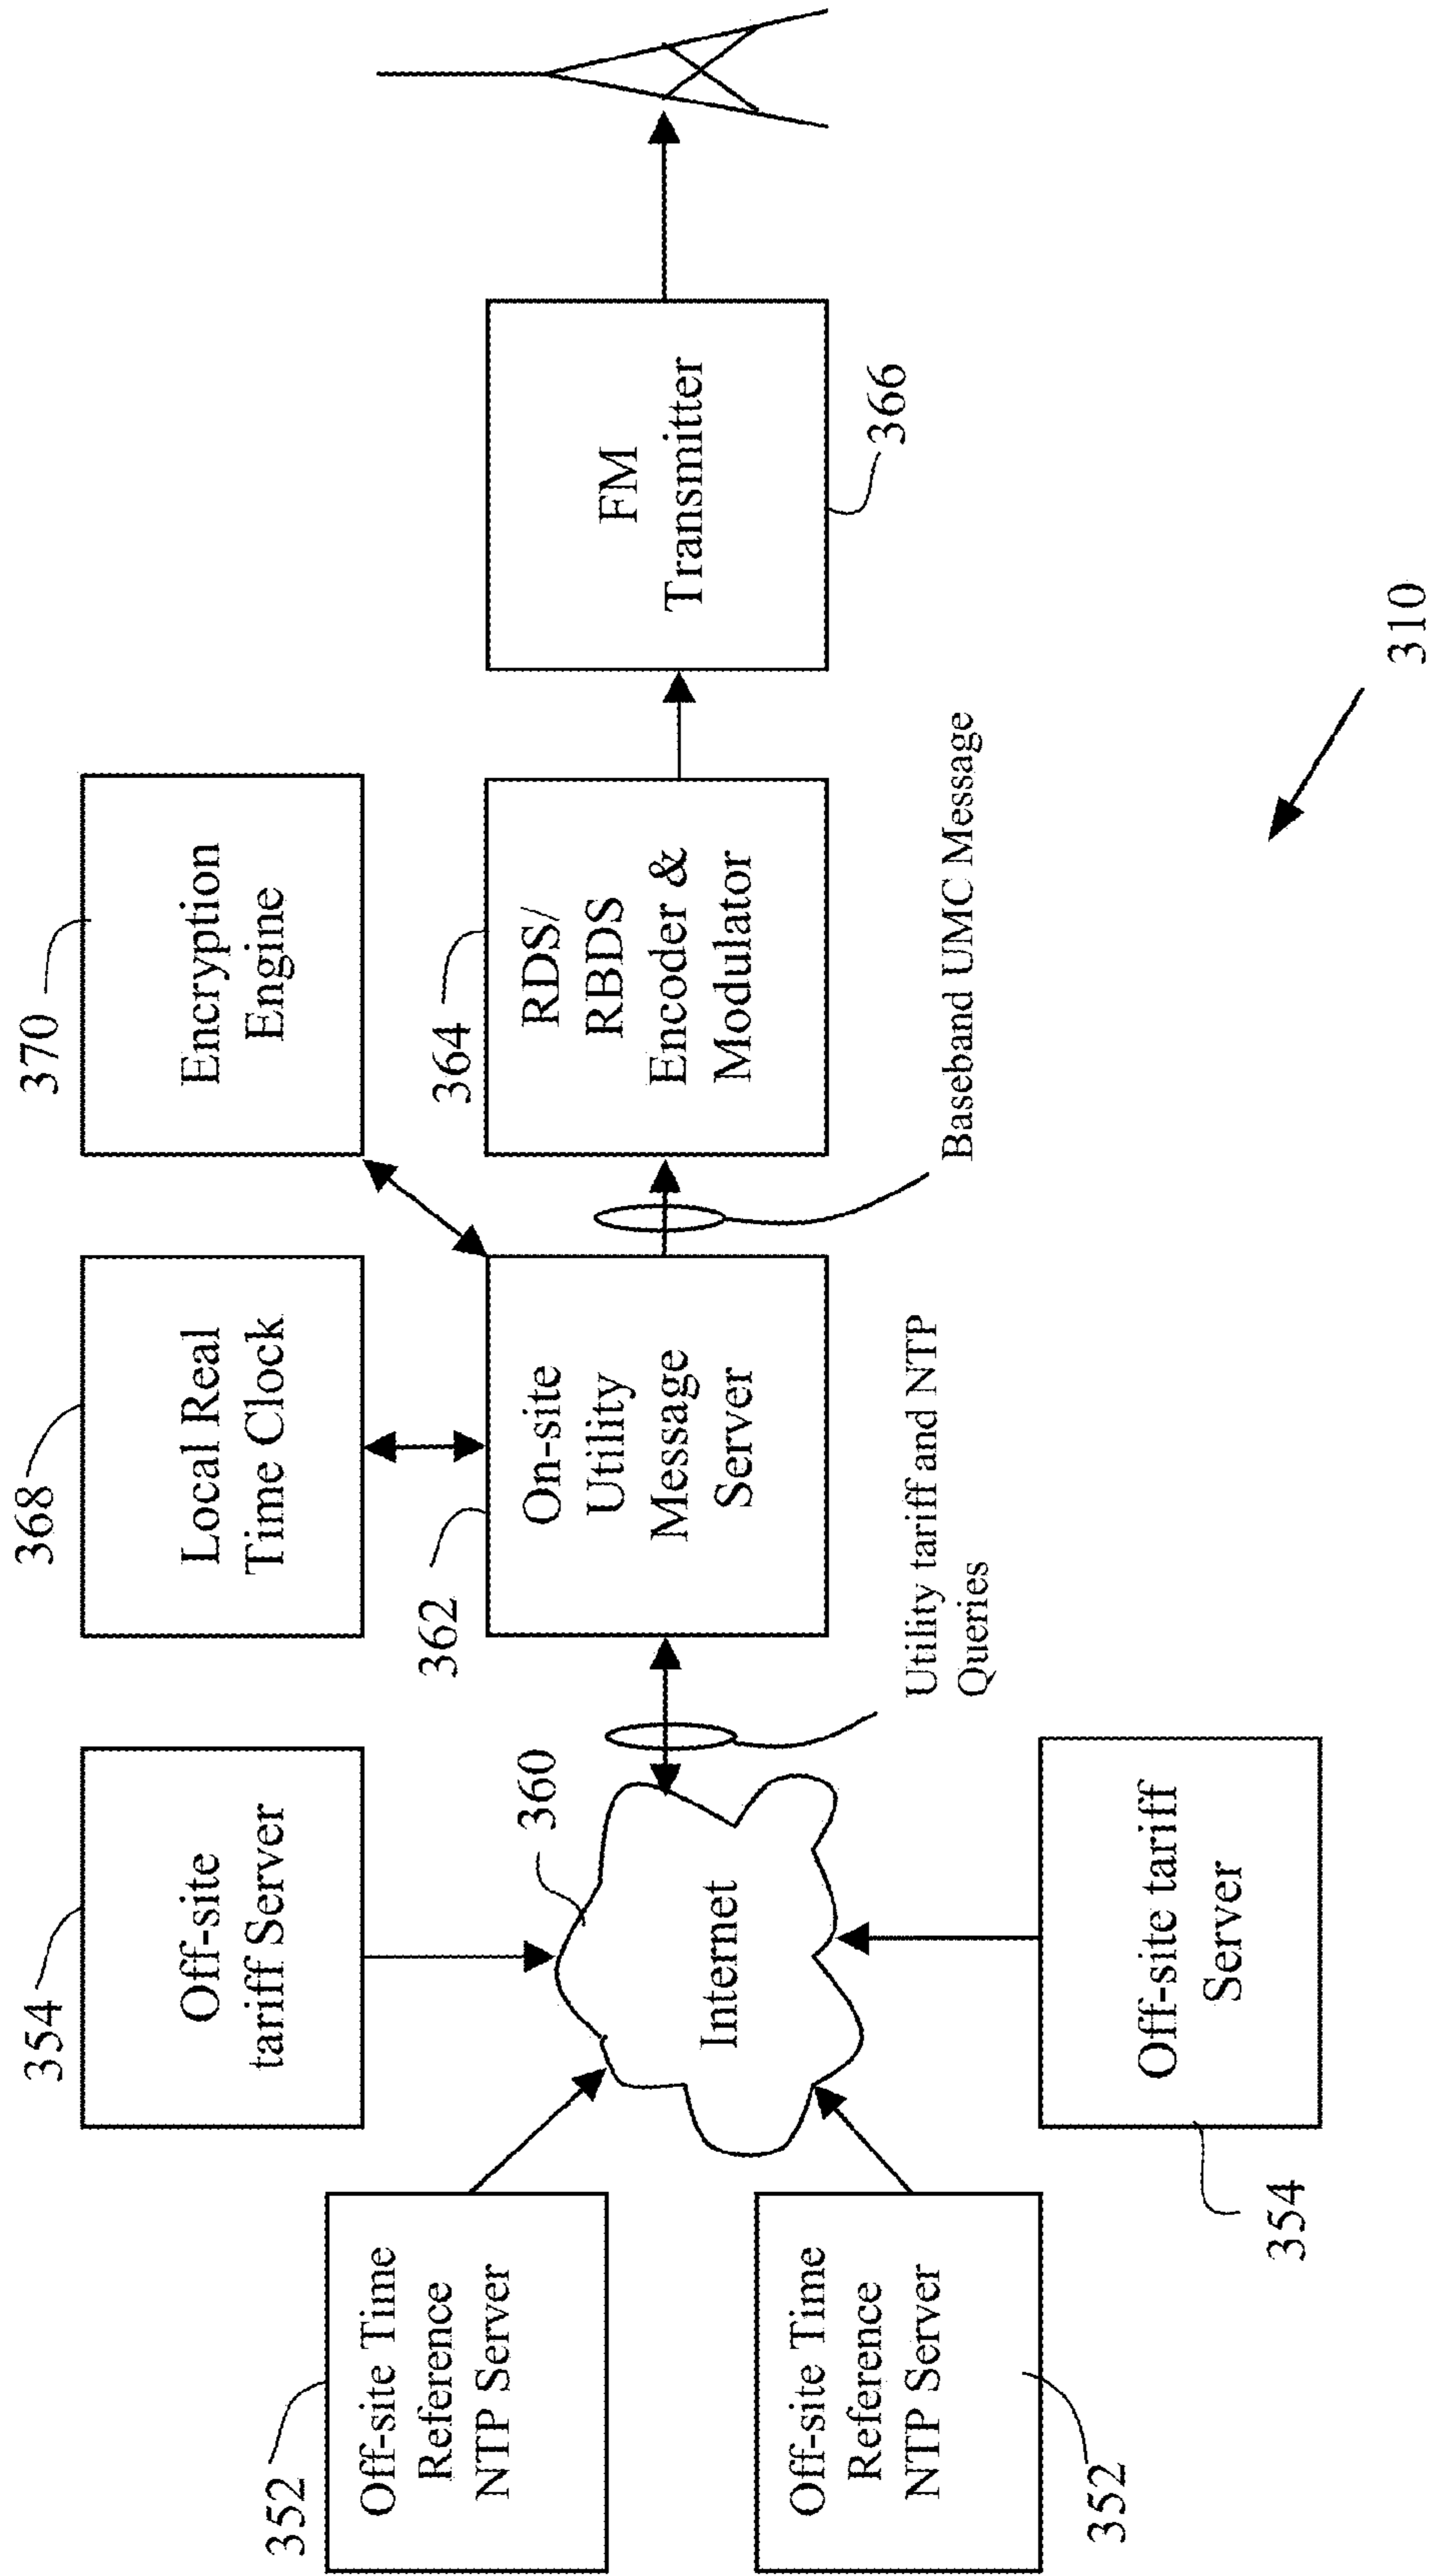 352
Off-site Time
Reference
NTP Server
352
Off-site Time
Reference
NTP Server
354
Off-site
tariff Server
360
Internet
354
Off-site tariff
Server
Utility tariff and NTP
Queries
368
Local Real
Time Clock
362
On-site
Utility
Message
Server
370
Encryption
Engine
364
RDS/
RBDS
Encoder &
Modulator
Baseband UMC Message
FM
Transmitter
366
310